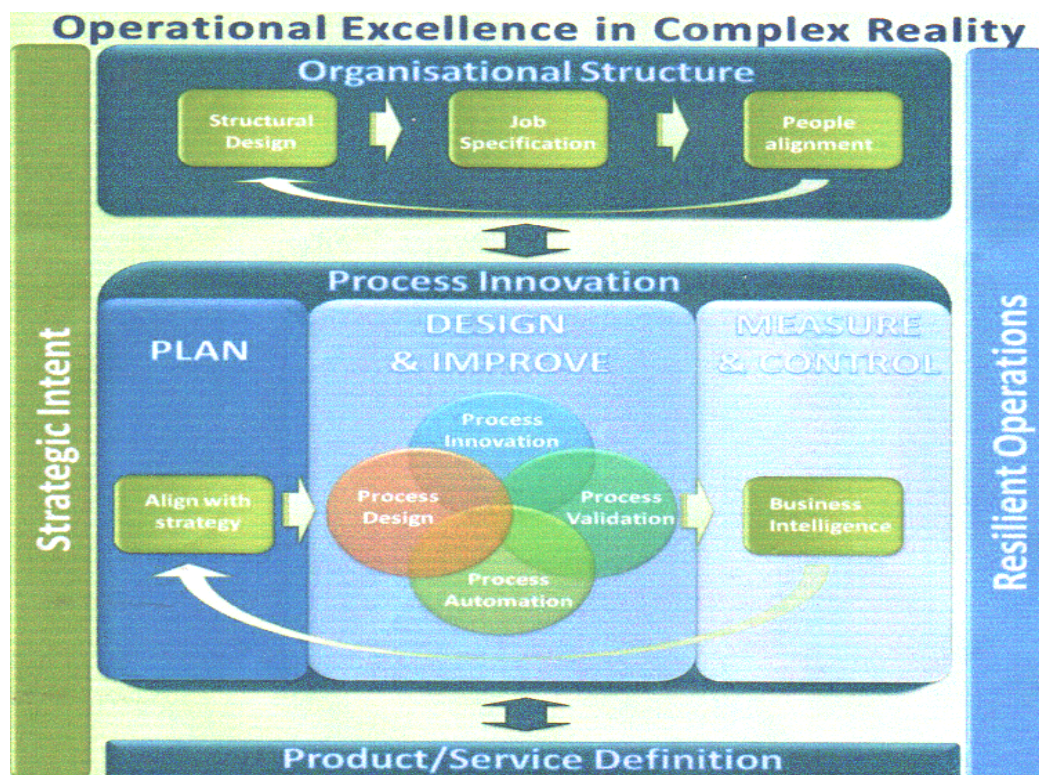 Operational Excellence in Complex Reality
Organisational Structure
Structural
Design
Job
Specification
People
alignment
Strategic Intent
Process Innovation
PLAN
DESIGN
& IMPROVE
MEASURE
& CONTROL
Process
Innovation
Process
Design
Process
Validation
Process
Automation
Align with
strategy
Business
Intelligence
Resilient Operations
Product/Service Definition